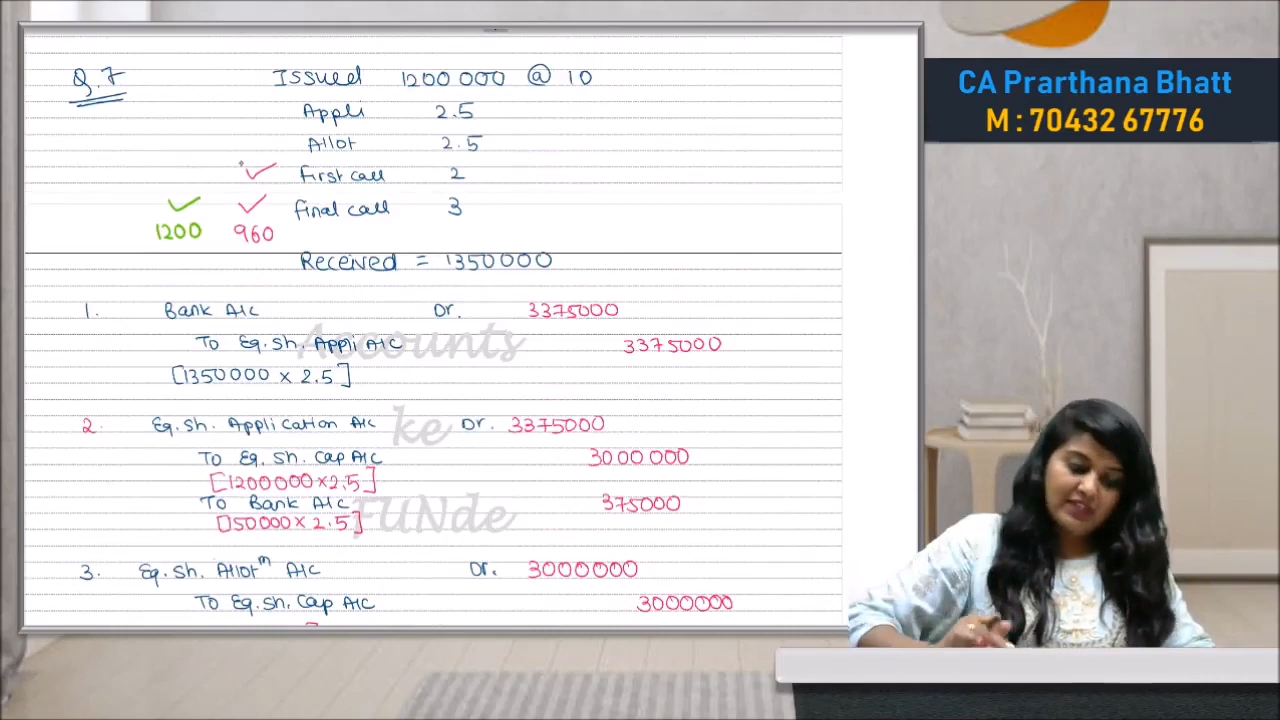 Q.7 Issued 1200000 @ 10
Appli 2.5
Allot 2.5
First call 2
Final call 3
1200 960
Received = 1350000
1. Bank A/c Dr. 3375000
To Eq.Sh. Appli A/c 3375000
[1350000 x 2.5]
2. Eq.Sh. Application A/c Dr. 3375000
To Eq.Sh. Cap A/c 3000000
[1200000 x 2.5]
To Bank A/c 375000
[150000 x 2.5]
3. Eq.Sh. Allotm A/c Dr. 3000000
To Eq.Sh. Cap A/c 3000000
Accounts
ke
FUNde
CA Prarthana Bhatt
M : 70432 67776